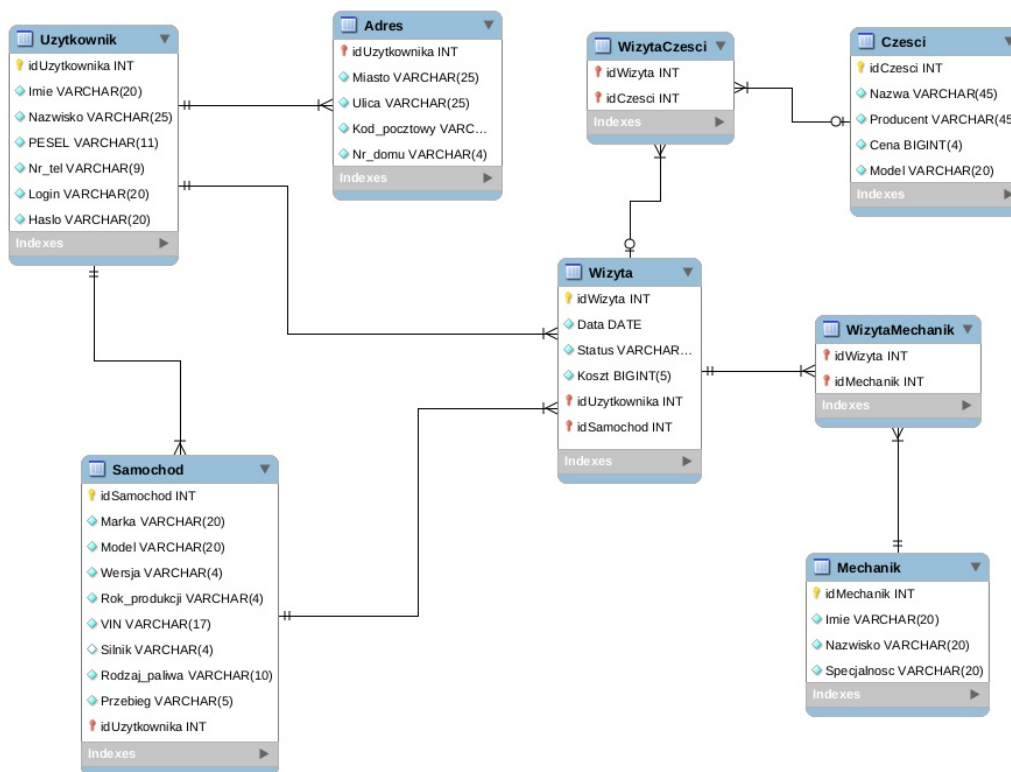 Uzytkownik
idUzytkownika INT
Imie VARCHAR(20)
Nazwisko VARCHAR(25)
PESEL VARCHAR(11)
Nr_tel VARCHAR(9)
Login VARCHAR(20)
Haslo VARCHAR(20)
Indexes
Adres
idUzytkownika INT
Miasto VARCHAR(25)
Ulica VARCHAR(25)
Kod_pocztowy VARC...
Nr_domu VARCHAR(4)
Indexes
WizytaCzesci
idWizyta INT
idCzesci INT
Indexes
Czesci
idCzesci INT
Nazwa VARCHAR(45)
Producent VARCHAR(45
Cena BIGINT(4)
Model VARCHAR(20)
Indexes
Wizyta
idWizyta INT
Data DATE
Status VARCHAR...
Koszt BIGINT(5)
idUzytkownika INT
idSamochod INT
Indexes
WizytaMechanik
idWizyta INT
idMechanik INT
Indexes
Samochod
idSamochod INT
Marka VARCHAR(20)
Model VARCHAR(20)
Wersja VARCHAR(4)
Rok_produkcji VARCHAR(4)
VIN VARCHAR(17)
Silnik VARCHAR(4)
Rodzaj_paliwa VARCHAR(10)
Przebieg VARCHAR(5)
idUzytkownika INT
Indexes
Mechanik
idMechanik INT
Imie VARCHAR(20)
Nazwisko VARCHAR(20)
Specjalnosc VARCHAR(20)
Indexes